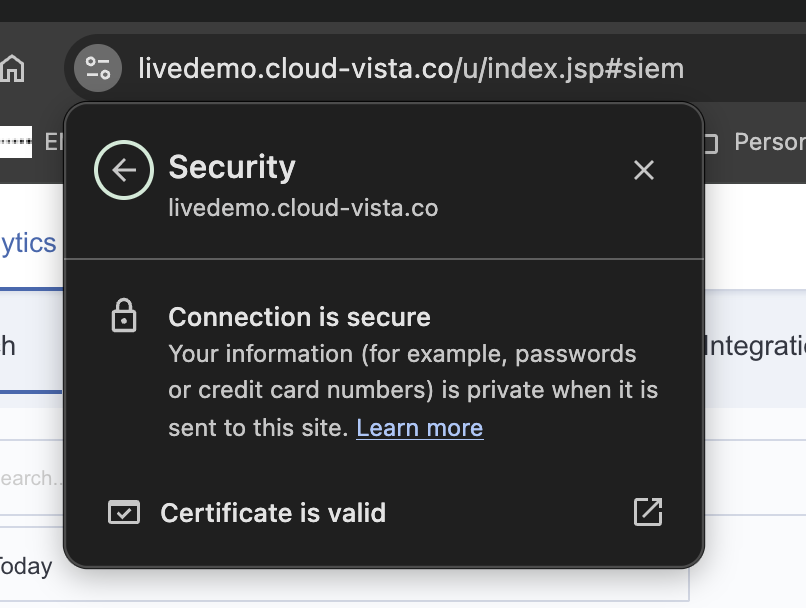 livedemo.cloud-vista.co/u/index.jsp#siem
Security
livedemo.cloud-vista.co
ytics
Connection is secure
h
Your information (for example, passwords
or credit card numbers) is private when it is
sent to this site. Learn more
earch..
Certificate is valid
Today